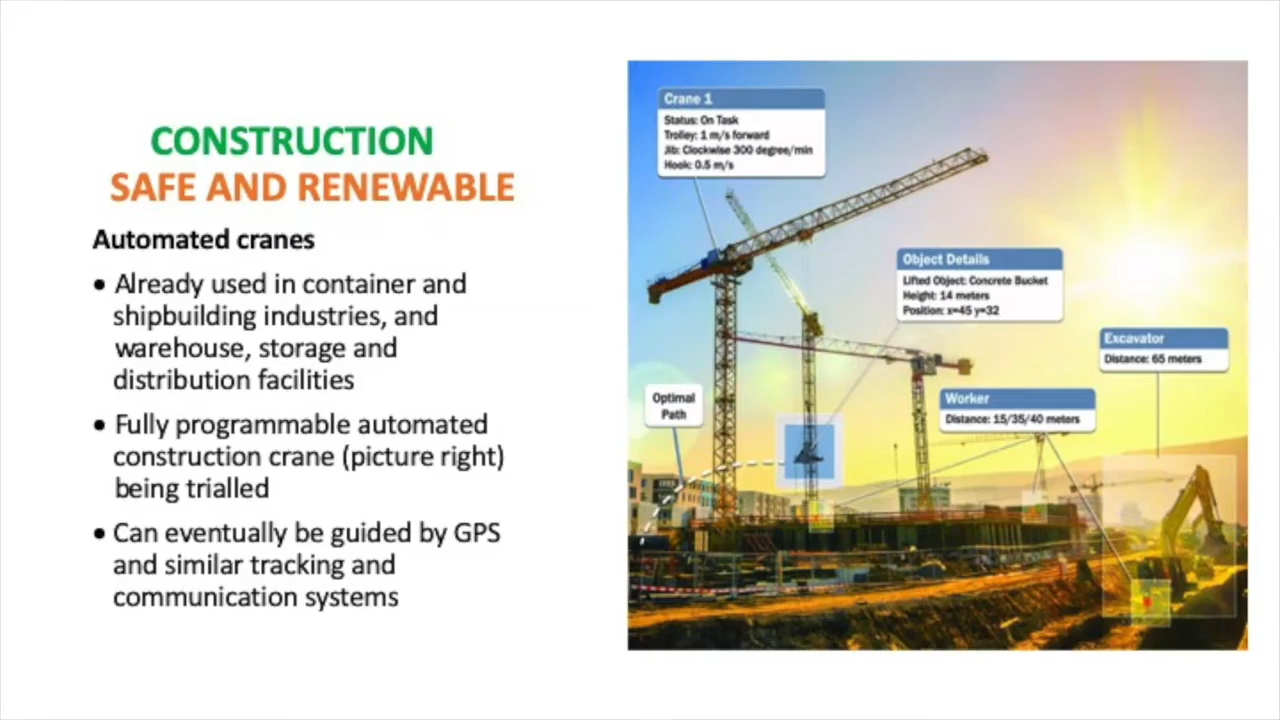 CONSTRUCTION
SAFE AND RENEWABLE
Automated cranes
• Already used in container and
shipbuilding industries, and
warehouse, storage and
distribution facilities
• Fully programmable automated
construction crane (picture right)
being trialled
• Can eventually be guided by GPS
and similar tracking and
communication systems
Crane 1
Status: On Task
Trolley: 1 m/s forward
Jib: Clockwise 300 degree/min
Hook: 0.5 m/s
Object Details
Lifted Object: Concrete Bucket
Height: 14 meters
Position: x=45 y=32
Excavator
Distance: 65 meters
Worker
Distance: 15/35/40 meters
Optimal
Path